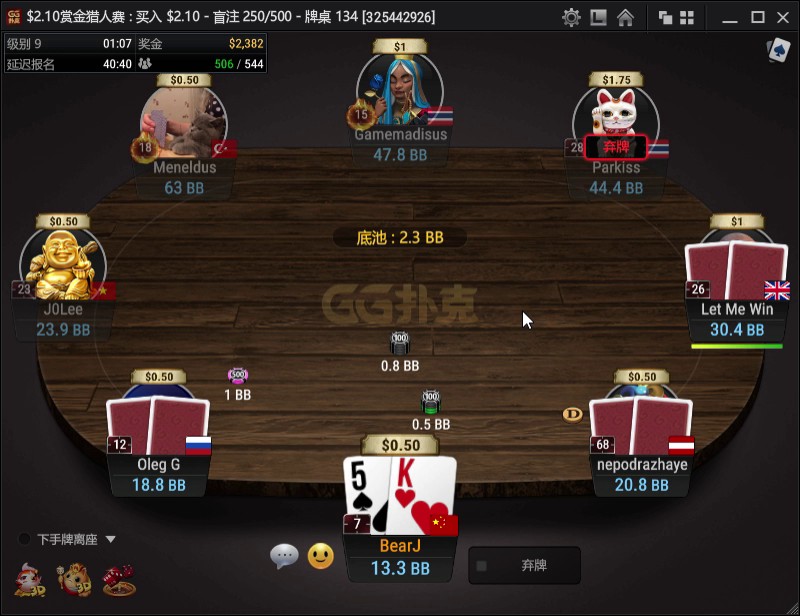 $2.10赏金猎人赛 : 买入 $2.10 - 盲注 250/500 - 牌桌 134 [325442926]
级别 9 01:07 奖金 $2,382
延迟报名 40:40 506 / 544
$1
$0.50
$1.75
15
Gamemadisus
47.8 BB
18
Meneldus
63 BB
28
弃牌
Parkiss
44.4 BB
底池 : 2.3 BB
$0.50
$1
23
J0Lee
23.9 BB
GG扑克
26
Let Me Win
30.4 BB
100
0.8 BB
500
1 BB
100
0.5 BB
D
$0.50
$0.50
12
Oleg G
18.8 BB
68
nepodrazhaye
20.8 BB
$0.50
5
K
7
BearJ
13.3 BB
弃牌
下手牌离座
3D
3D